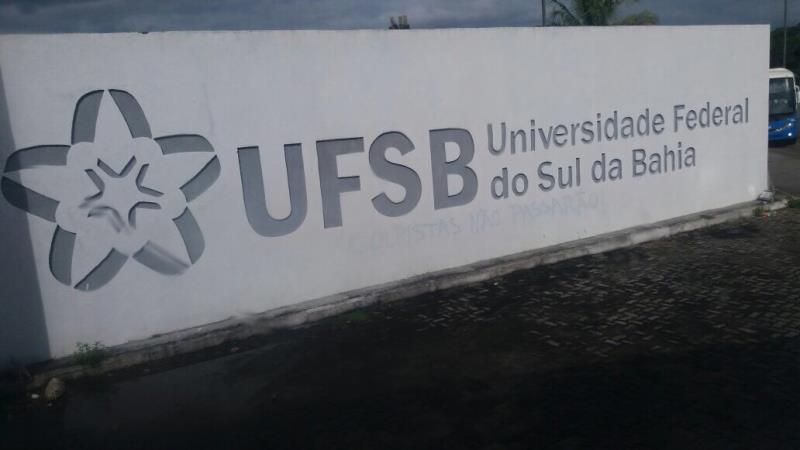 UFSB
Universidade Federal
do Sul da Bahia
GOLPISTAS NÃO PASSARÃO!